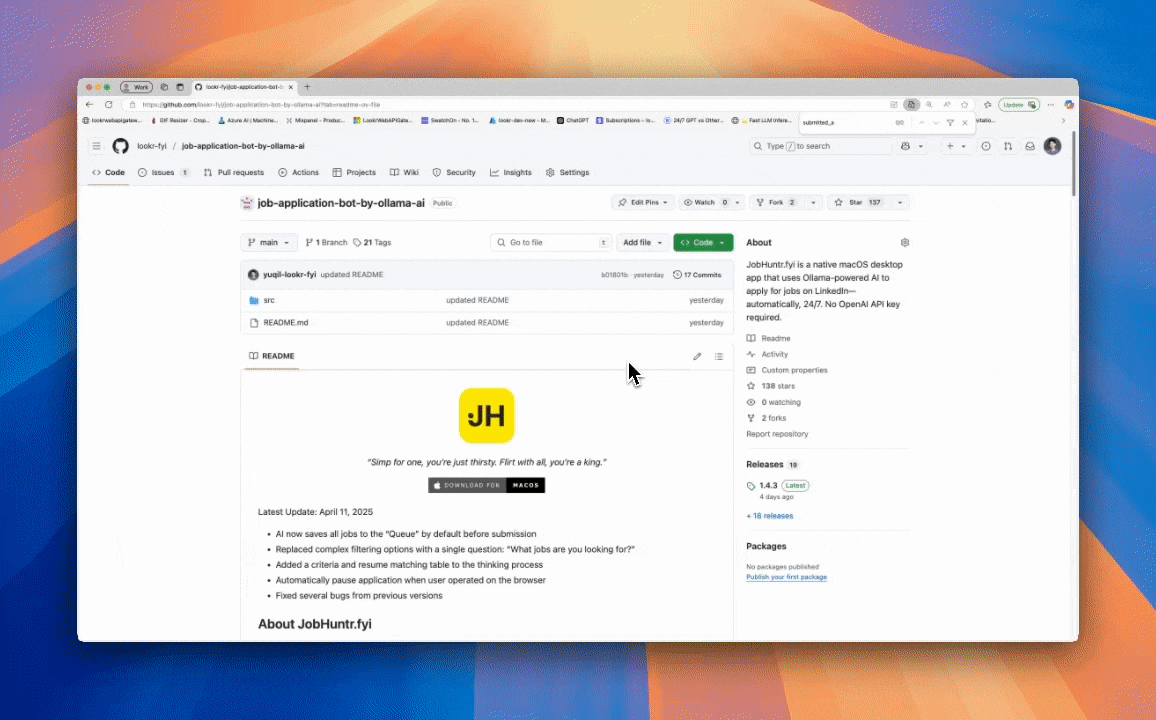 Work
lookr-fyi/job-application-bot-b
https://github.com/lookr-fyi/job-application-bot-by-ollama-ai?tab=readme-ov-file
submited_a
0/0
Update
lookrwebapigatew...
GIF Resizer - Crop...
Azure AI | Machine...
Mixpanel - Produc...
LookrWebAPIGate...
SwatchOn - No. 1...
lookr-dev-new - M...
ChatGPT
Subscriptions - is...
24/7 GPT vs Other...
Fast LLM Infere...
lookr-fyi / job-application-bot-by-ollama-ai
Type / to search
Code
Issues 1
Pull requests
Actions
Projects
Wiki
Security
Insights
Settings
job-application-bot-by-ollama-ai Public
Edit Pins
Watch 0
Fork 2
Star 137
main
1 Branch
21 Tags
Go to file
t
Add file
<> Code
yuqil-lookr-fyi updated README
b01801b · yesterday
17 Commits
src
updated README
yesterday
README.md
updated README
yesterday
README
JH
“Simp for one, you’re just thirsty. Flirt with all, you’re a king.”
DOWNLOAD FOR MACOS
Latest Update: April 11, 2025
• AI now saves all jobs to the “Queue” by default before submission
• Replaced complex filtering options with a single question: “What jobs are you looking for?”
• Added a criteria and resume matching table to the thinking process
• Automatically pause application when user operated on the browser
• Fixed several bugs from previous versions
About JobHuntr.fyi
About
JobHuntr.fyi is a native macOS desktop
app that uses Ollama-powered AI to
apply for jobs on LinkedIn—
automatically, 24/7. No OpenAI API key
required.
Readme
Activity
Custom properties
138 stars
0 watching
2 forks
Report repository
Releases 19
1.4.3 Latest
4 days ago
+ 18 releases
Packages
No packages published
Publish your first package